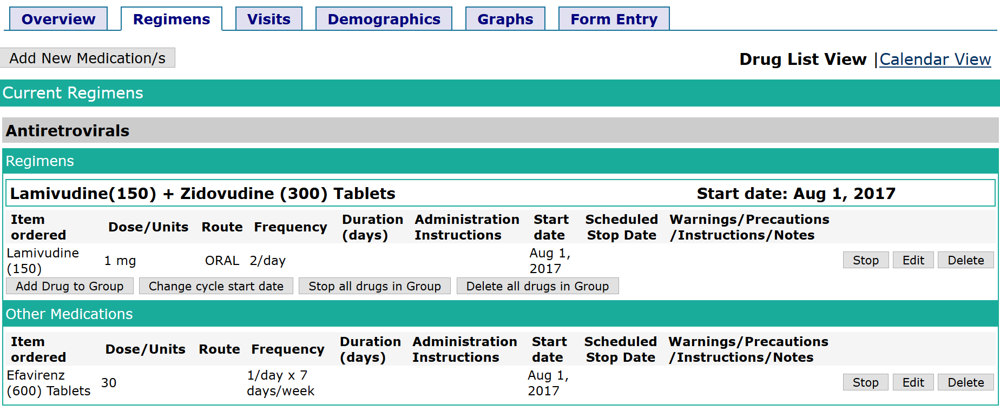 Overview Regimens Visits Demographics Graphs Form Entry
Add New Medication/s Drug List View | Calendar View
Current Regimens
Antiretrovirals
Regimens
Lamivudine(150) + Zidovudine (300) Tablets Start date: Aug 1, 2017
Item ordered Dose/Units Route Frequency Duration (days) Administration Instructions Start date Scheduled Stop Date Warnings/Precautions /Instructions/Notes
Lamivudine (150) 1 mg ORAL 2/day Aug 1, 2017 Stop Edit Delete
Add Drug to Group Change cycle start date Stop all drugs in Group Delete all drugs in Group
Other Medications
Item ordered Dose/Units Route Frequency Duration (days) Administration Instructions Start date Scheduled Stop Date Warnings/Precautions /Instructions/Notes
Efavirenz (600) Tablets 30 1/day x 7 days/week Aug 1, 2017 Stop Edit Delete